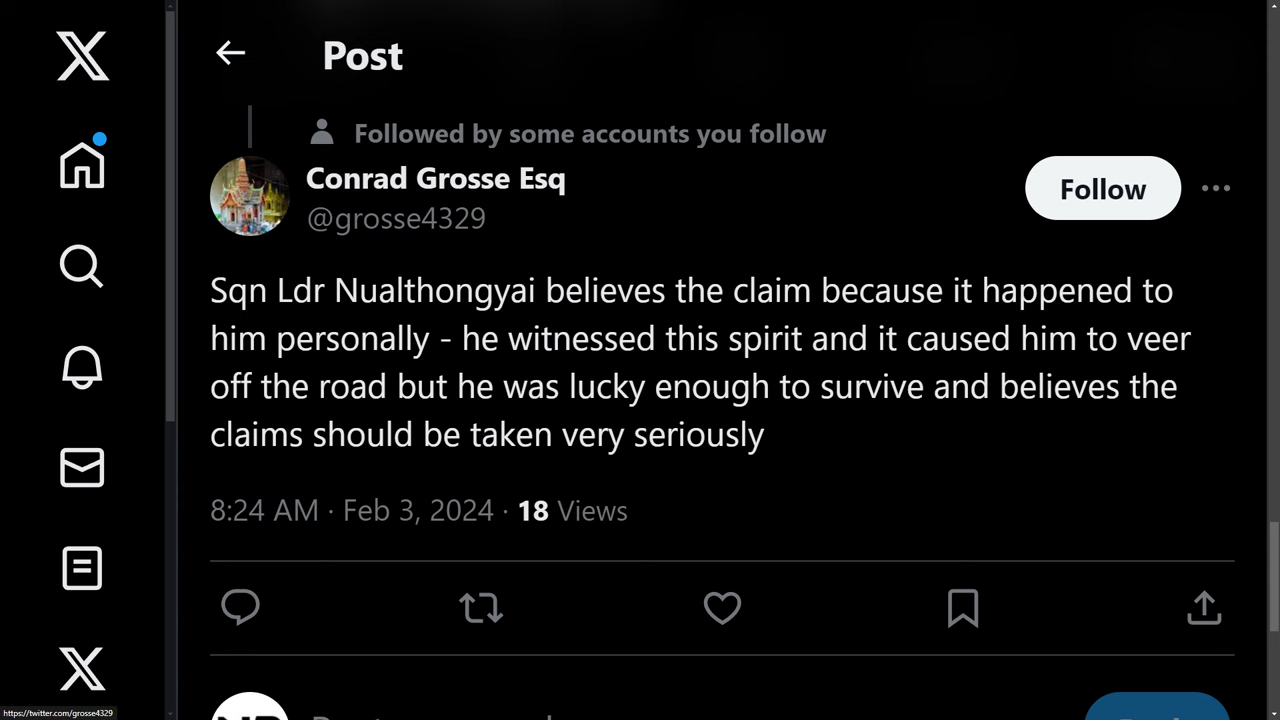 Post
Followed by some accounts you follow
Conrad Grosse Esq
@grosse4329
Follow
Sqn Ldr Nualthongyai believes the claim because it happened to
him personally - he witnessed this spirit and it caused him to veer
off the road but he was lucky enough to survive and believes the
claims should be taken very seriously
8:24 AM · Feb 3, 2024 · 18 Views
https://twitter.com/grosse4329